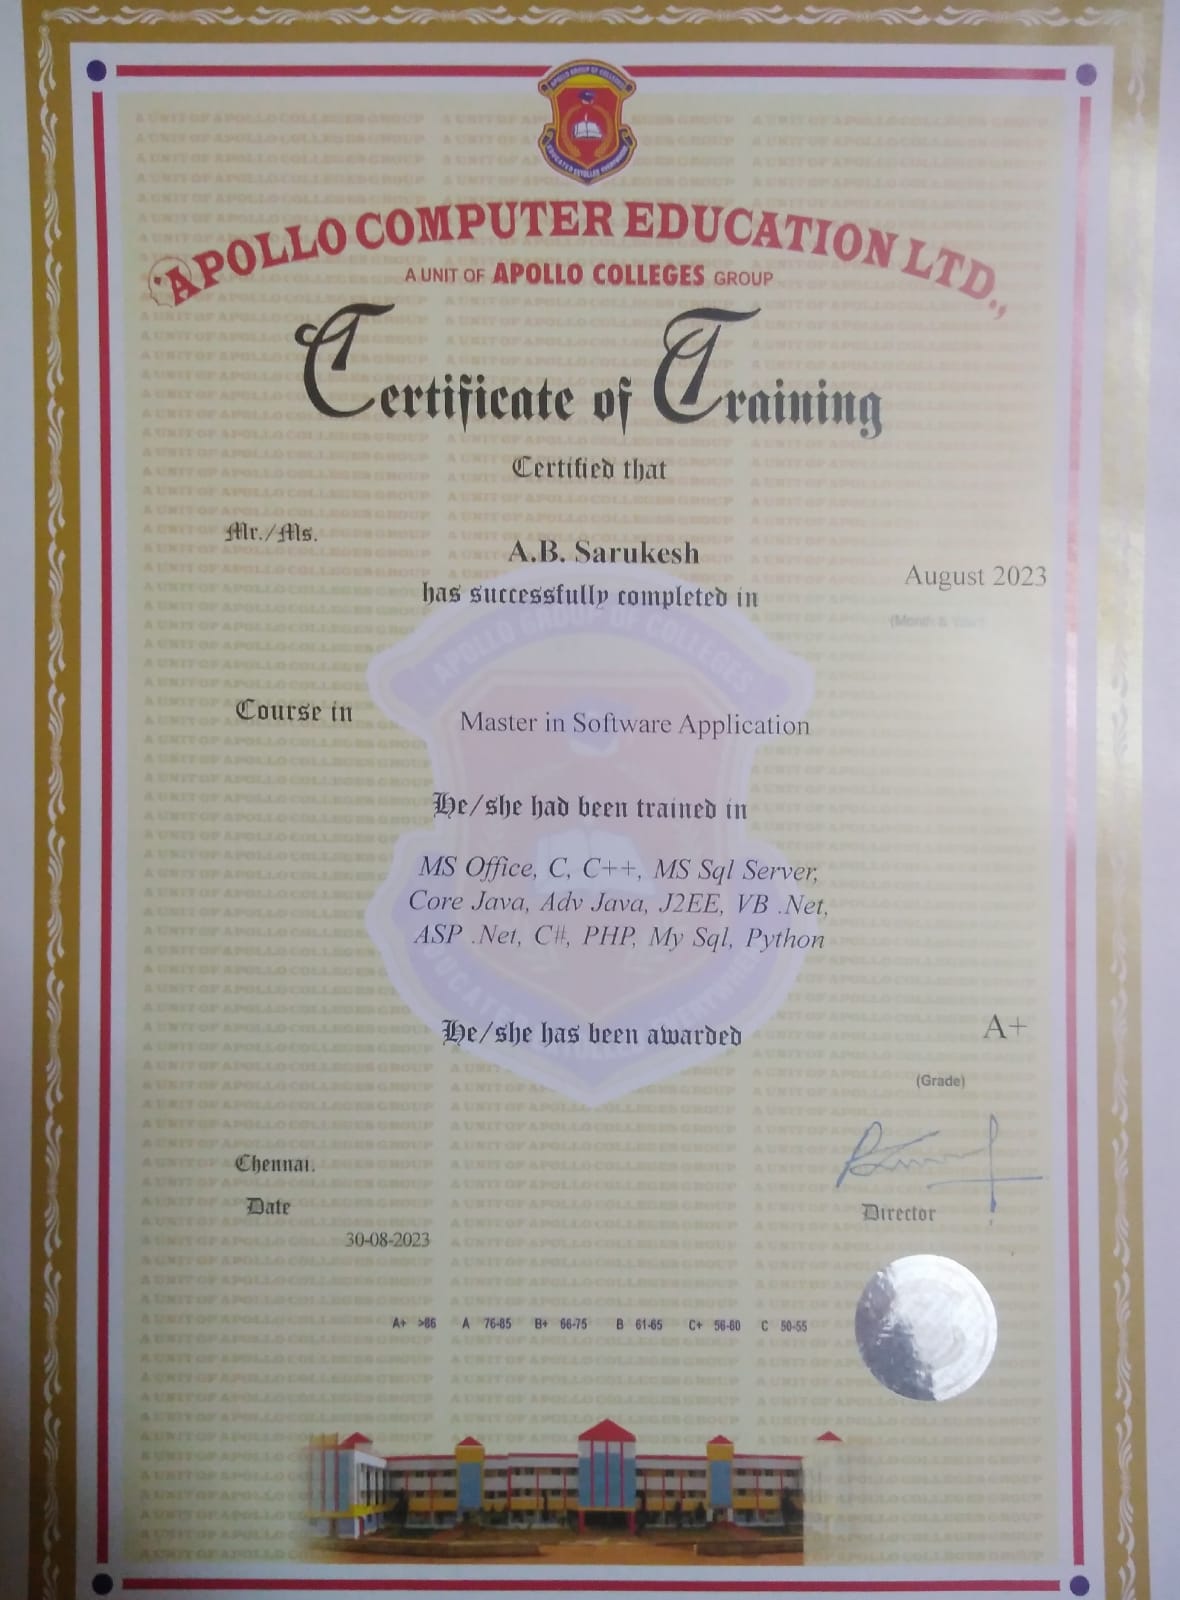 APOLLO GROUP OF COLLEGES
EDUCATED EXTOLLED EVERYWHERE
APOLLO COMPUTER EDUCATION LTD.,
A UNIT OF APOLLO COLLEGES GROUP
Certificate of Training
Certified that
Mr./Ms.
A.B. Sarukesh
August 2023
has successfully completed in
(Month & Year)
Course in
Master in Software Application
He/she had been trained in
MS Office, C, C++, MS Sql Server,
Core Java, Adv Java, J2EE, VB .Net,
ASP .Net, C#, PHP, My Sql, Python
He/she has been awarded
A+
(Grade)
Chennai.
Date
Director
30-08-2023
A+ >86 A 76-85 B+ 66-75 B 61-65 C+ 56-60 C 50-55